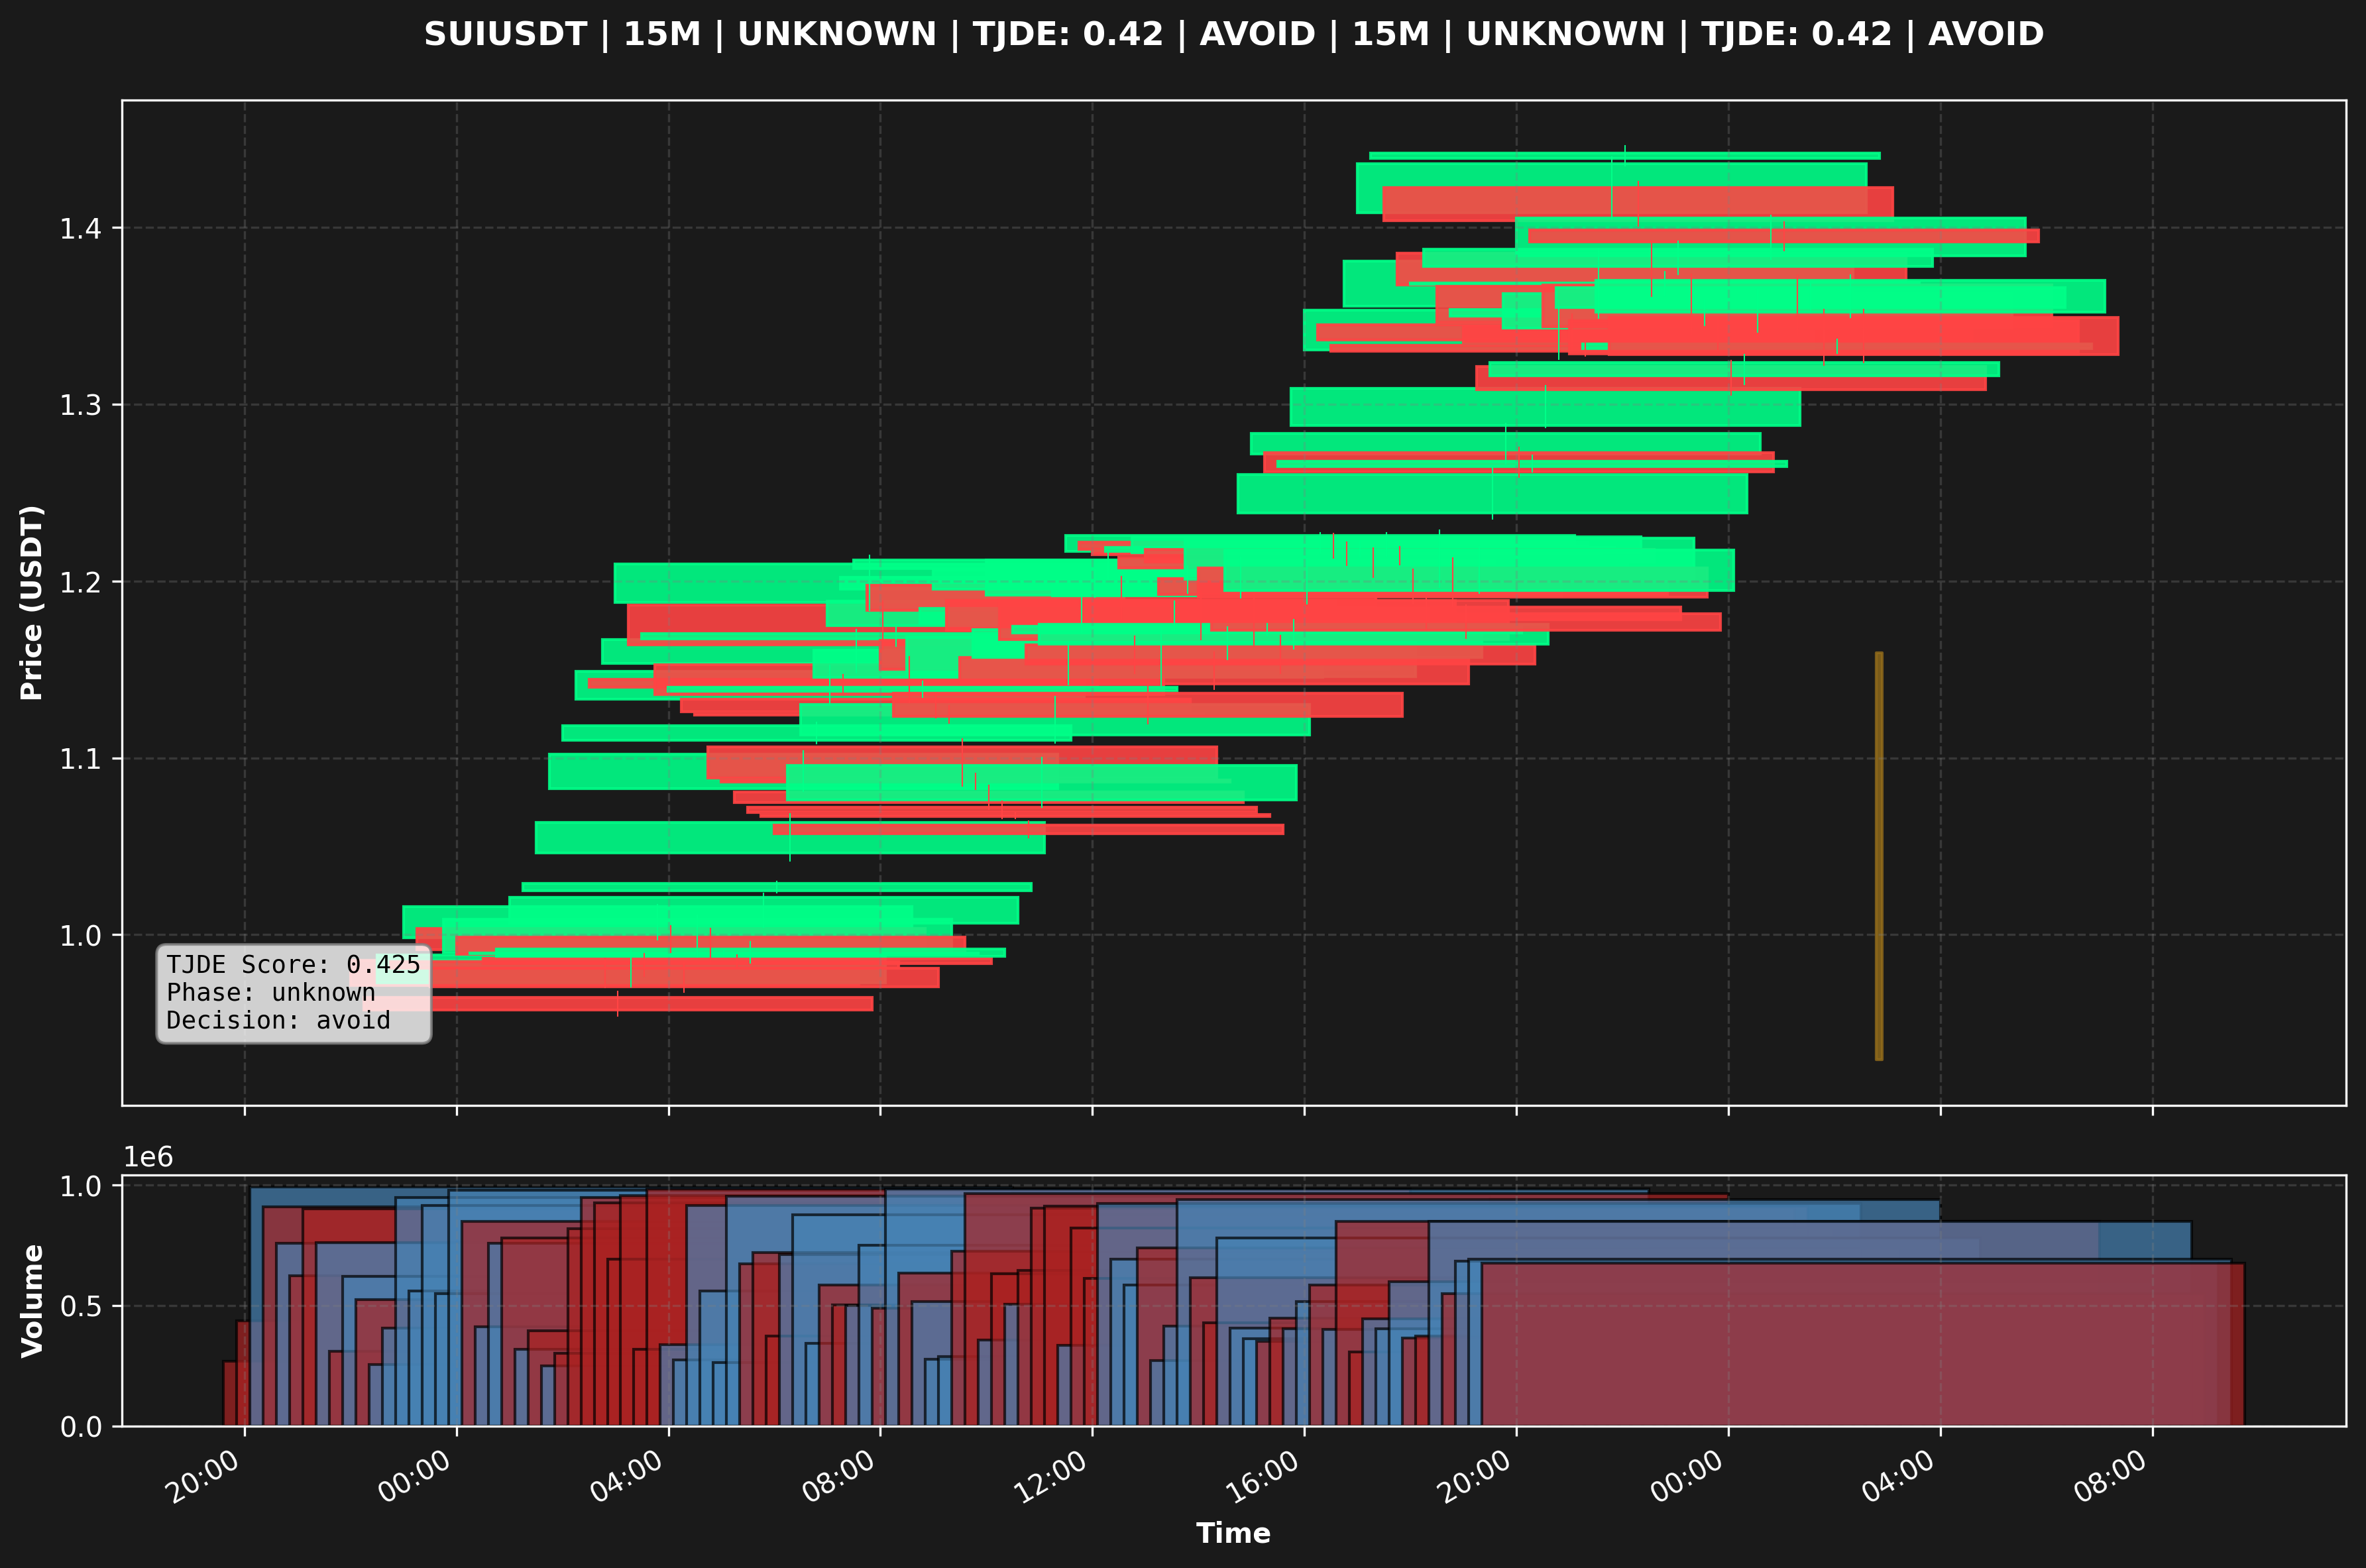 SUIUSDT | 15M | UNKNOWN | TJDE: 0.42 | AVOID | 15M | UNKNOWN | TJDE: 0.42 | AVOID
Price (USDT)
1.4
1.3
1.2
1.1
1.0
TJDE Score: 0.425
Phase: unknown
Decision: avoid
1e6
Volume
1.0
0.5
0.0
20:00
00:00
04:00
08:00
12:00
16:00
20:00
00:00
04:00
08:00
Time